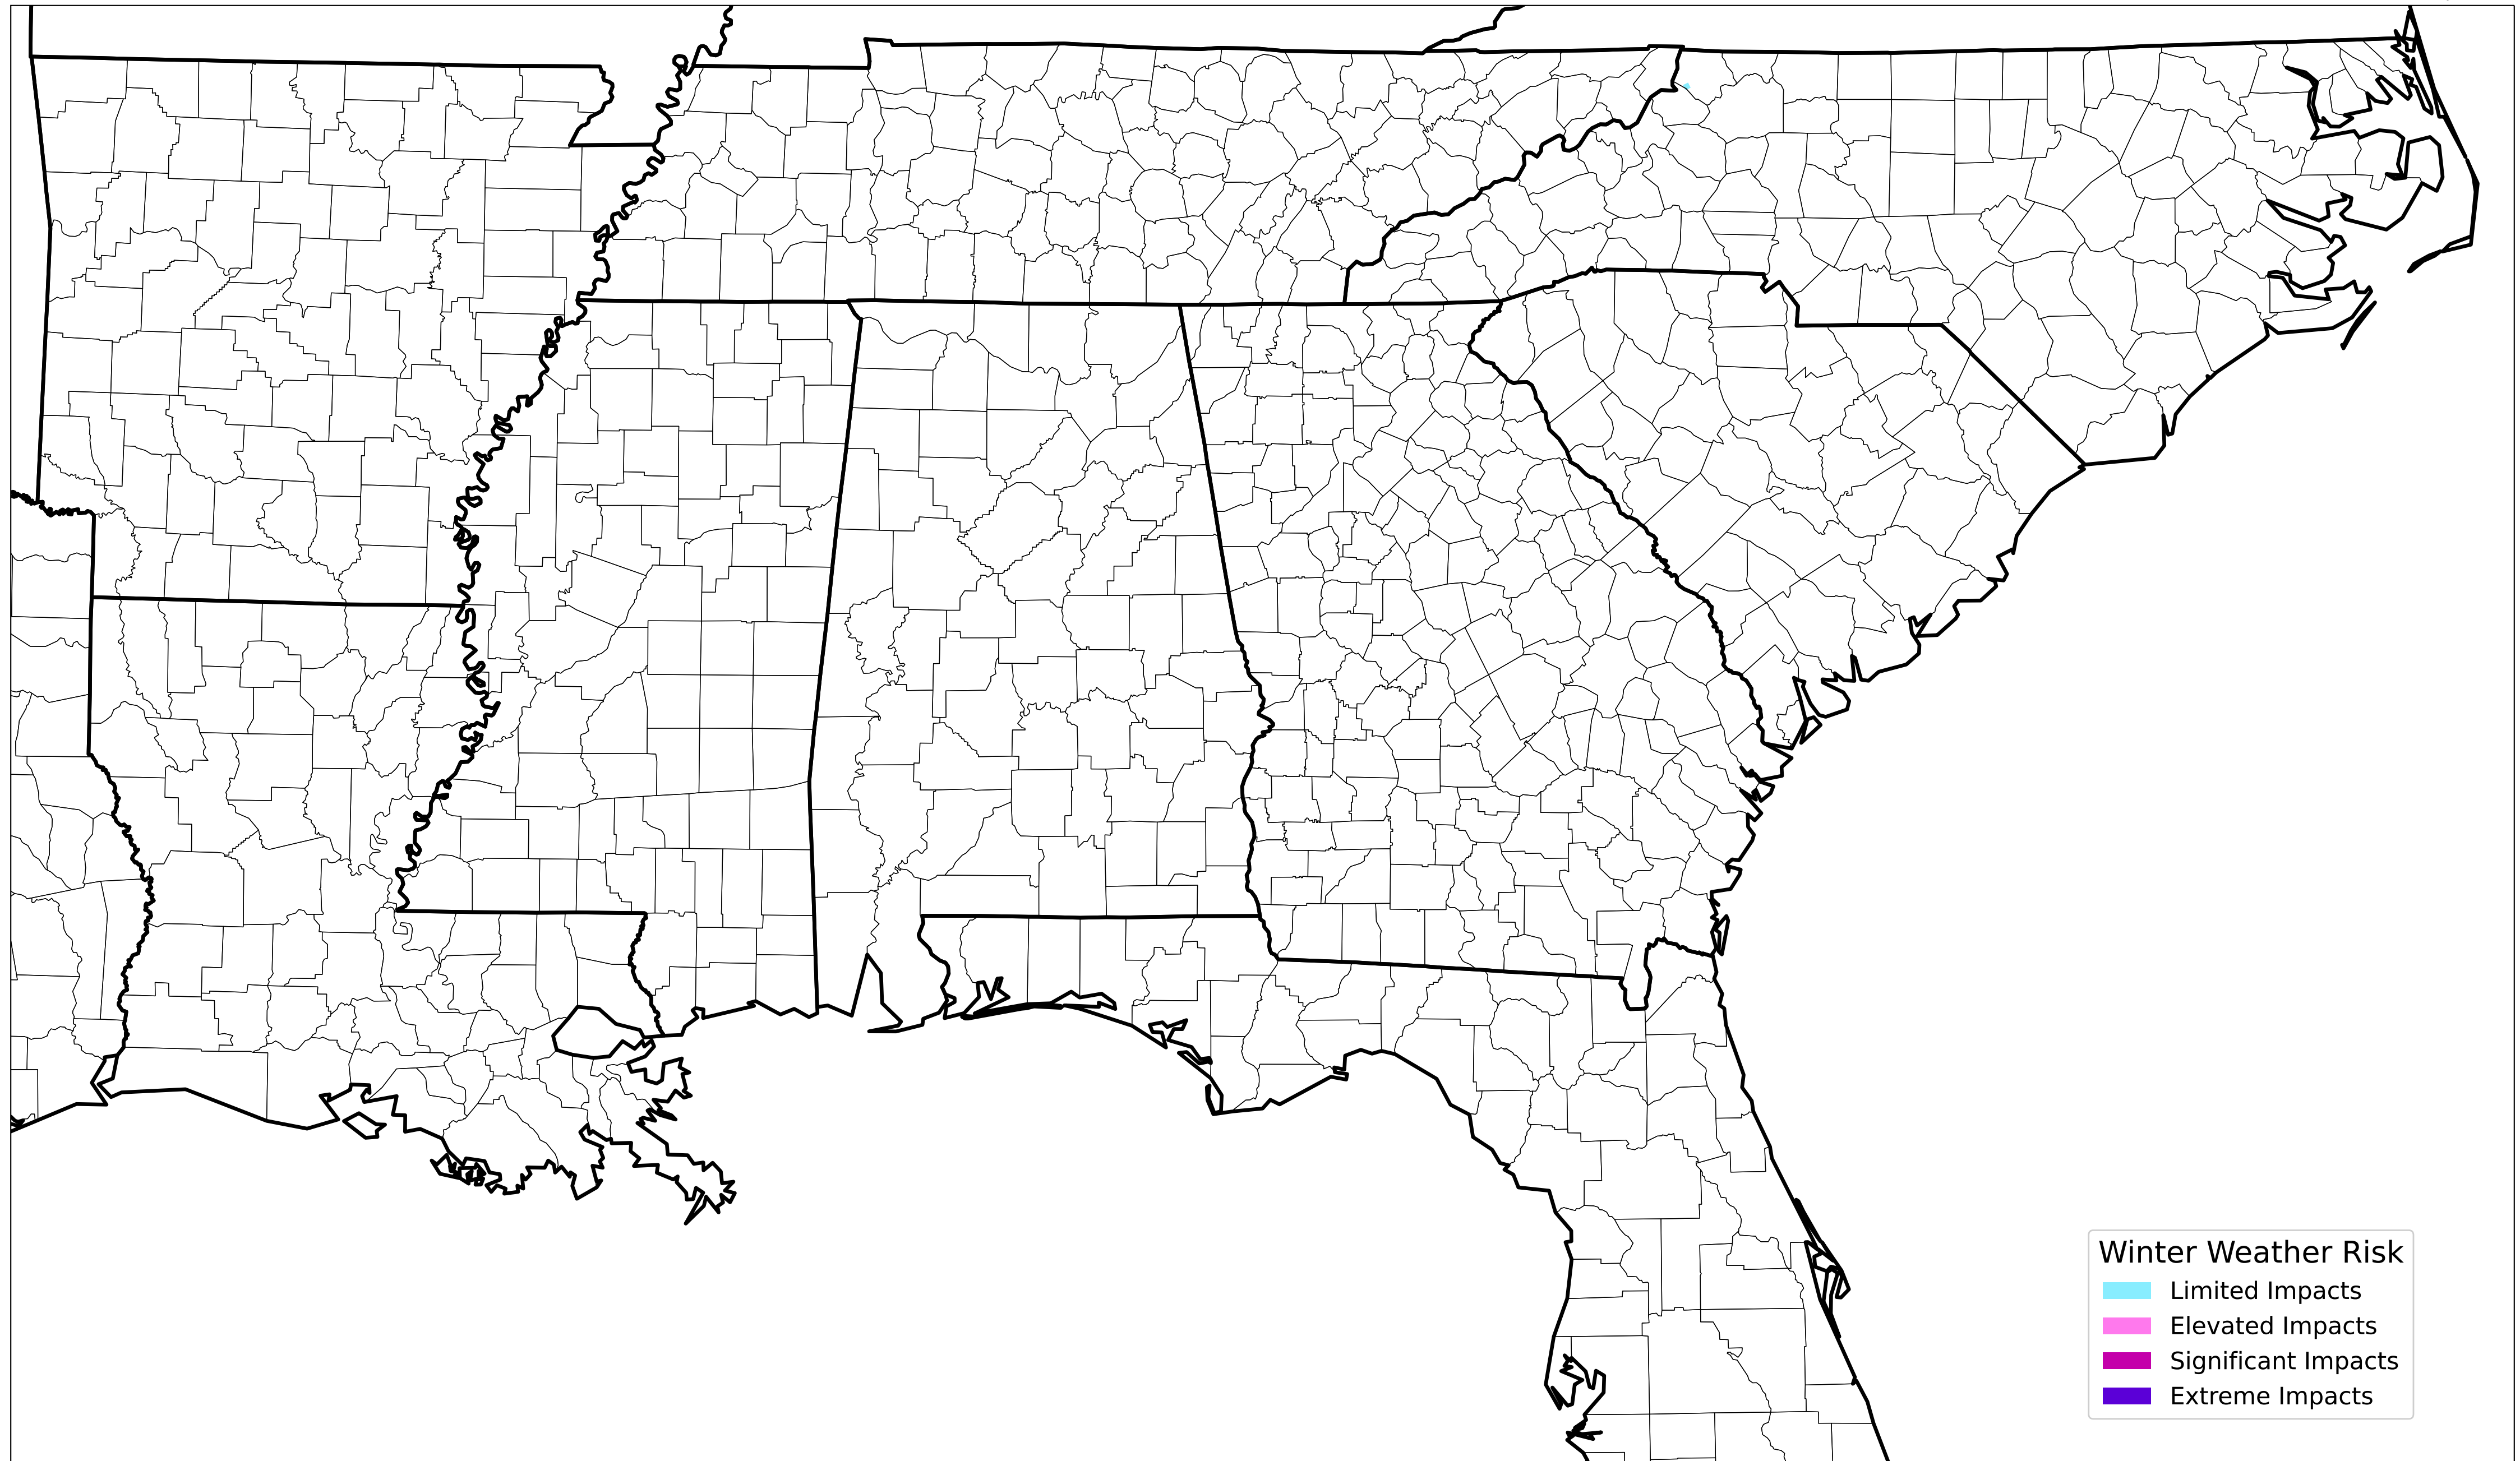 Winter Weather Risk
Limited Impacts
Elevated Impacts
Significant Impacts
Extreme Impacts